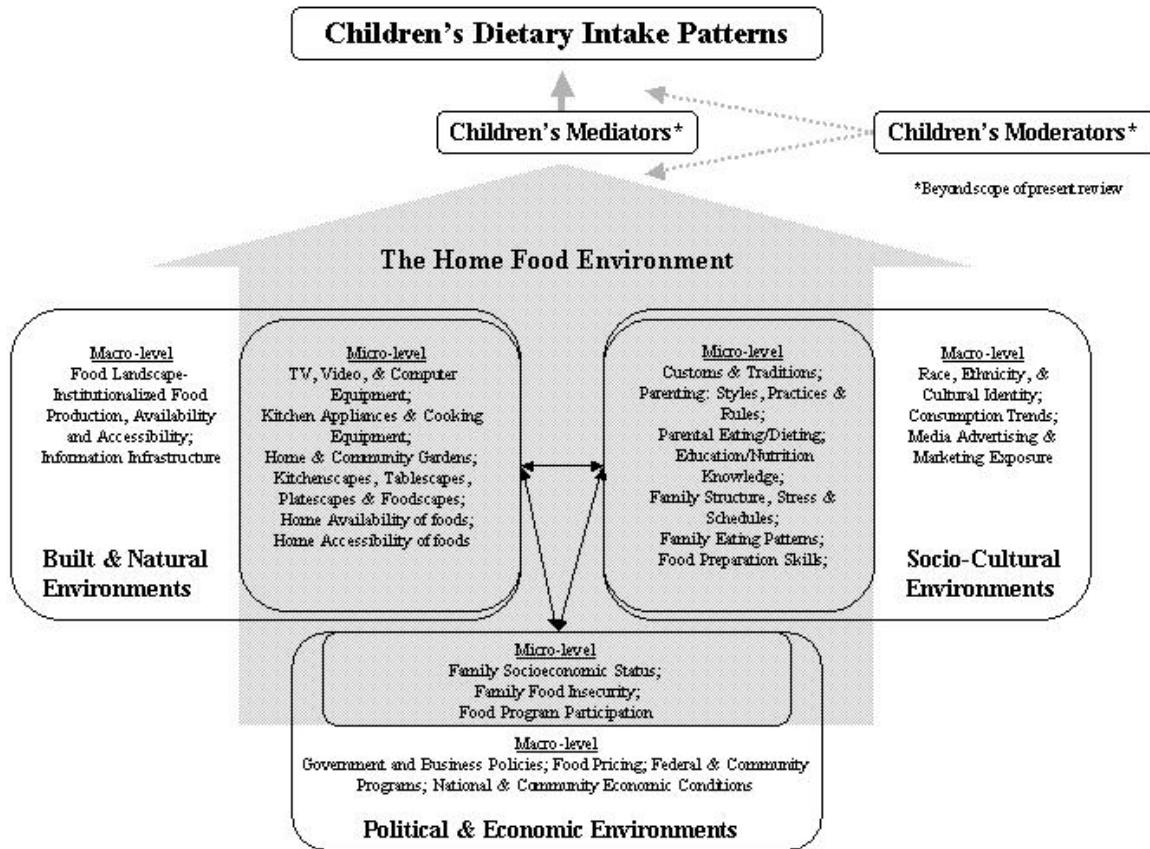 Children's Dietary Intake Patterns
Children's Mediators*
Children's Moderators*
*Beyond scope of present review
The Home Food Environment
Macro-level
Food Landscape-
Institutionalized Food
Production, Availability
and Accessibility;
Information Infrastructure
Built & Natural
Environments
Micro-level
TV, Video, & Computer
Equipment;
Kitchen Appliances & Cooking
Equipment;
Home & Community Gardens;
Kitchenscapes, Tablescapes,
Platescapes & Foodscapes;
Home Availability of foods;
Home Accessibility of foods
Micro-level
Customs & Traditions;
Parenting: Styles, Practices &
Rules;
Parental Eating/Dieting;
Education/Nutrition
Knowledge;
Family Structure, Stress &
Schedules;
Family Eating Patterns;
Food Preparation Skills;
Macro-level
Race, Ethnicity, &
Cultural Identity;
Consumption Trends;
Media Advertising &
Marketing Exposure
Socio-Cultural
Environments
Micro-level
Family Socioeconomic Status;
Family Food Insecurity;
Food Program Participation
Macro-level
Government and Business Policies; Food Pricing; Federal & Community
Programs; National & Community Economic Conditions
Political & Economic Environments